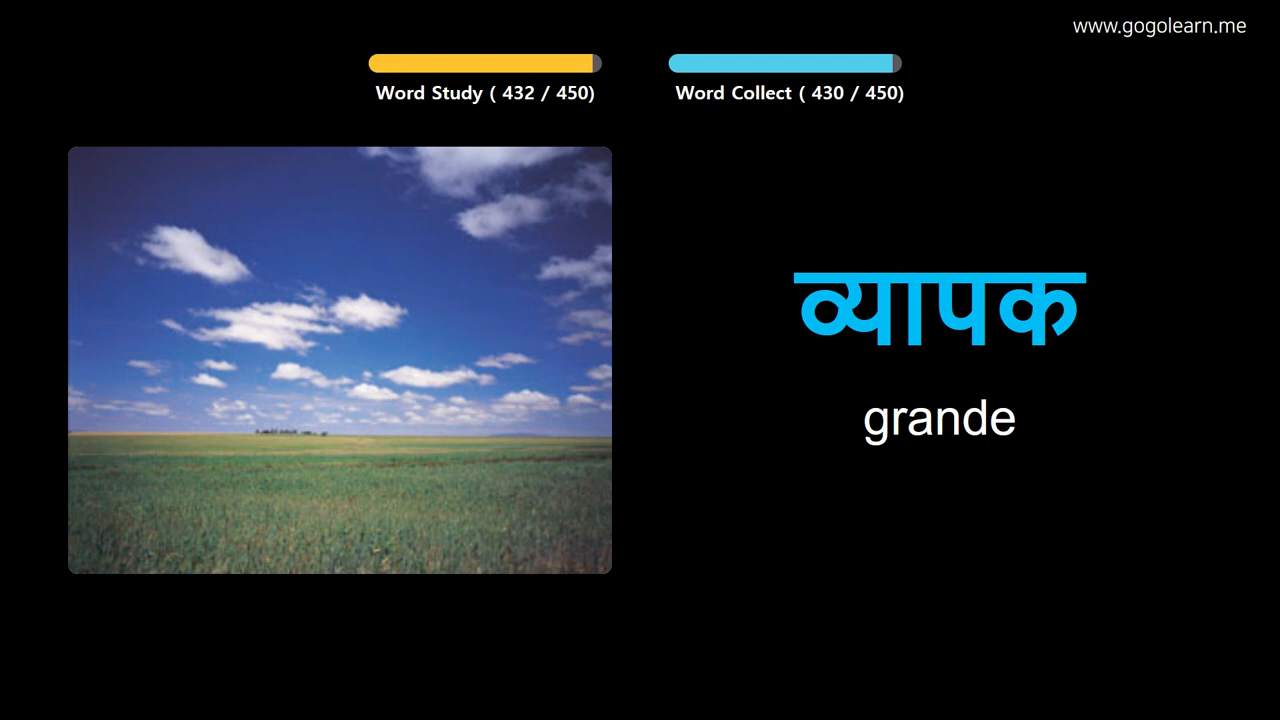 www.gogolearn.me
Word Study ( 432 / 450)
Word Collect ( 430 / 450)
व्यापक
grande